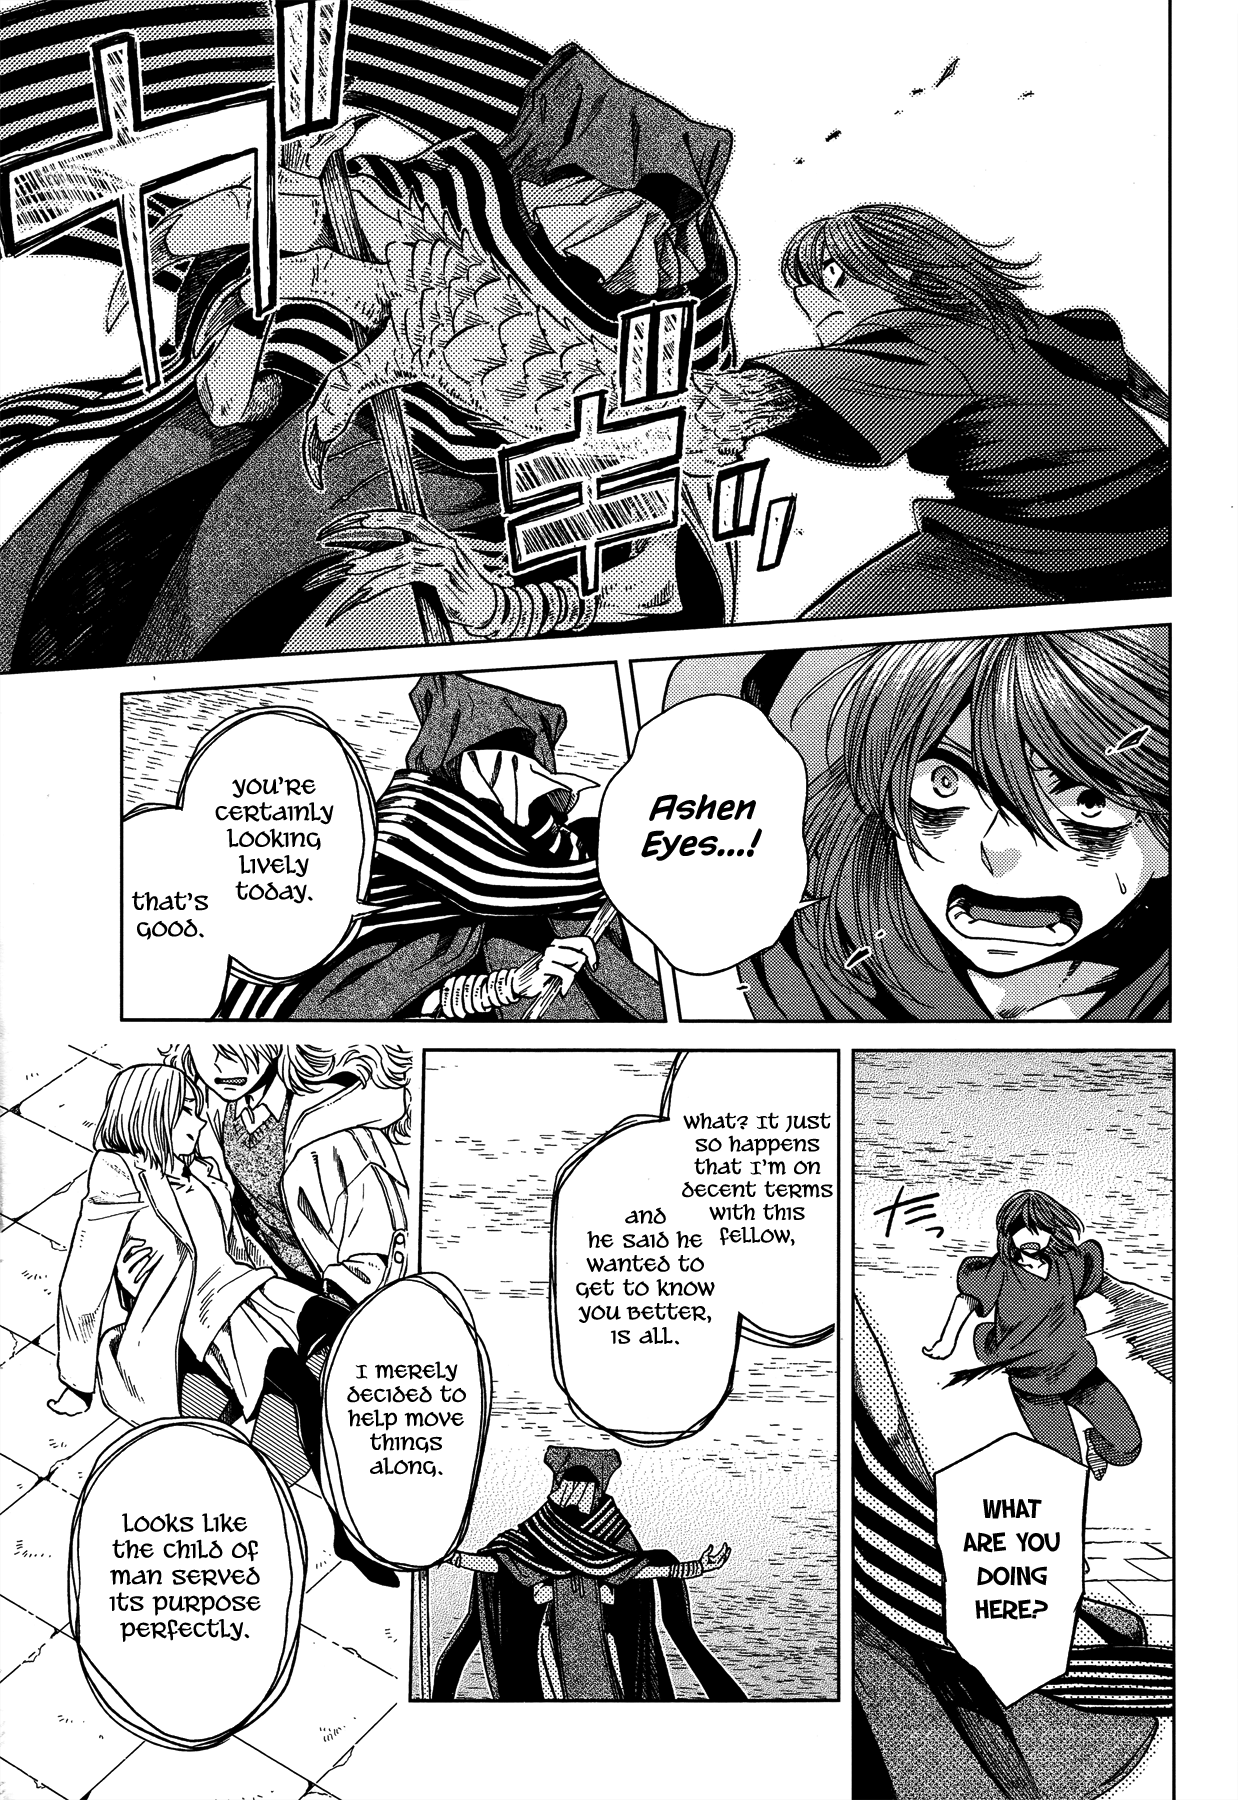 ガキッ
Ashen
Eyes...!
YOU'RE
CERTAINLY
LOOKING
LIVELY
TODAY.
THAT'S
GOOD.
WHAT
ARE YOU
DOING
HERE?
WHAT? IT JUST
SO HAPPENS
THAT I'M ON
DECENT TERMS
WITH THIS
FELLOW,
AND
HE SAID HE
WANTED TO
GET TO KNOW
YOU BETTER,
IS ALL.
I MERELY
DECIDED TO
HELP MOVE
THINGS
ALONG.
LOOKS LIKE
THE CHILD OF
MAN SERVED
ITS PURPOSE
PERFECTLY.